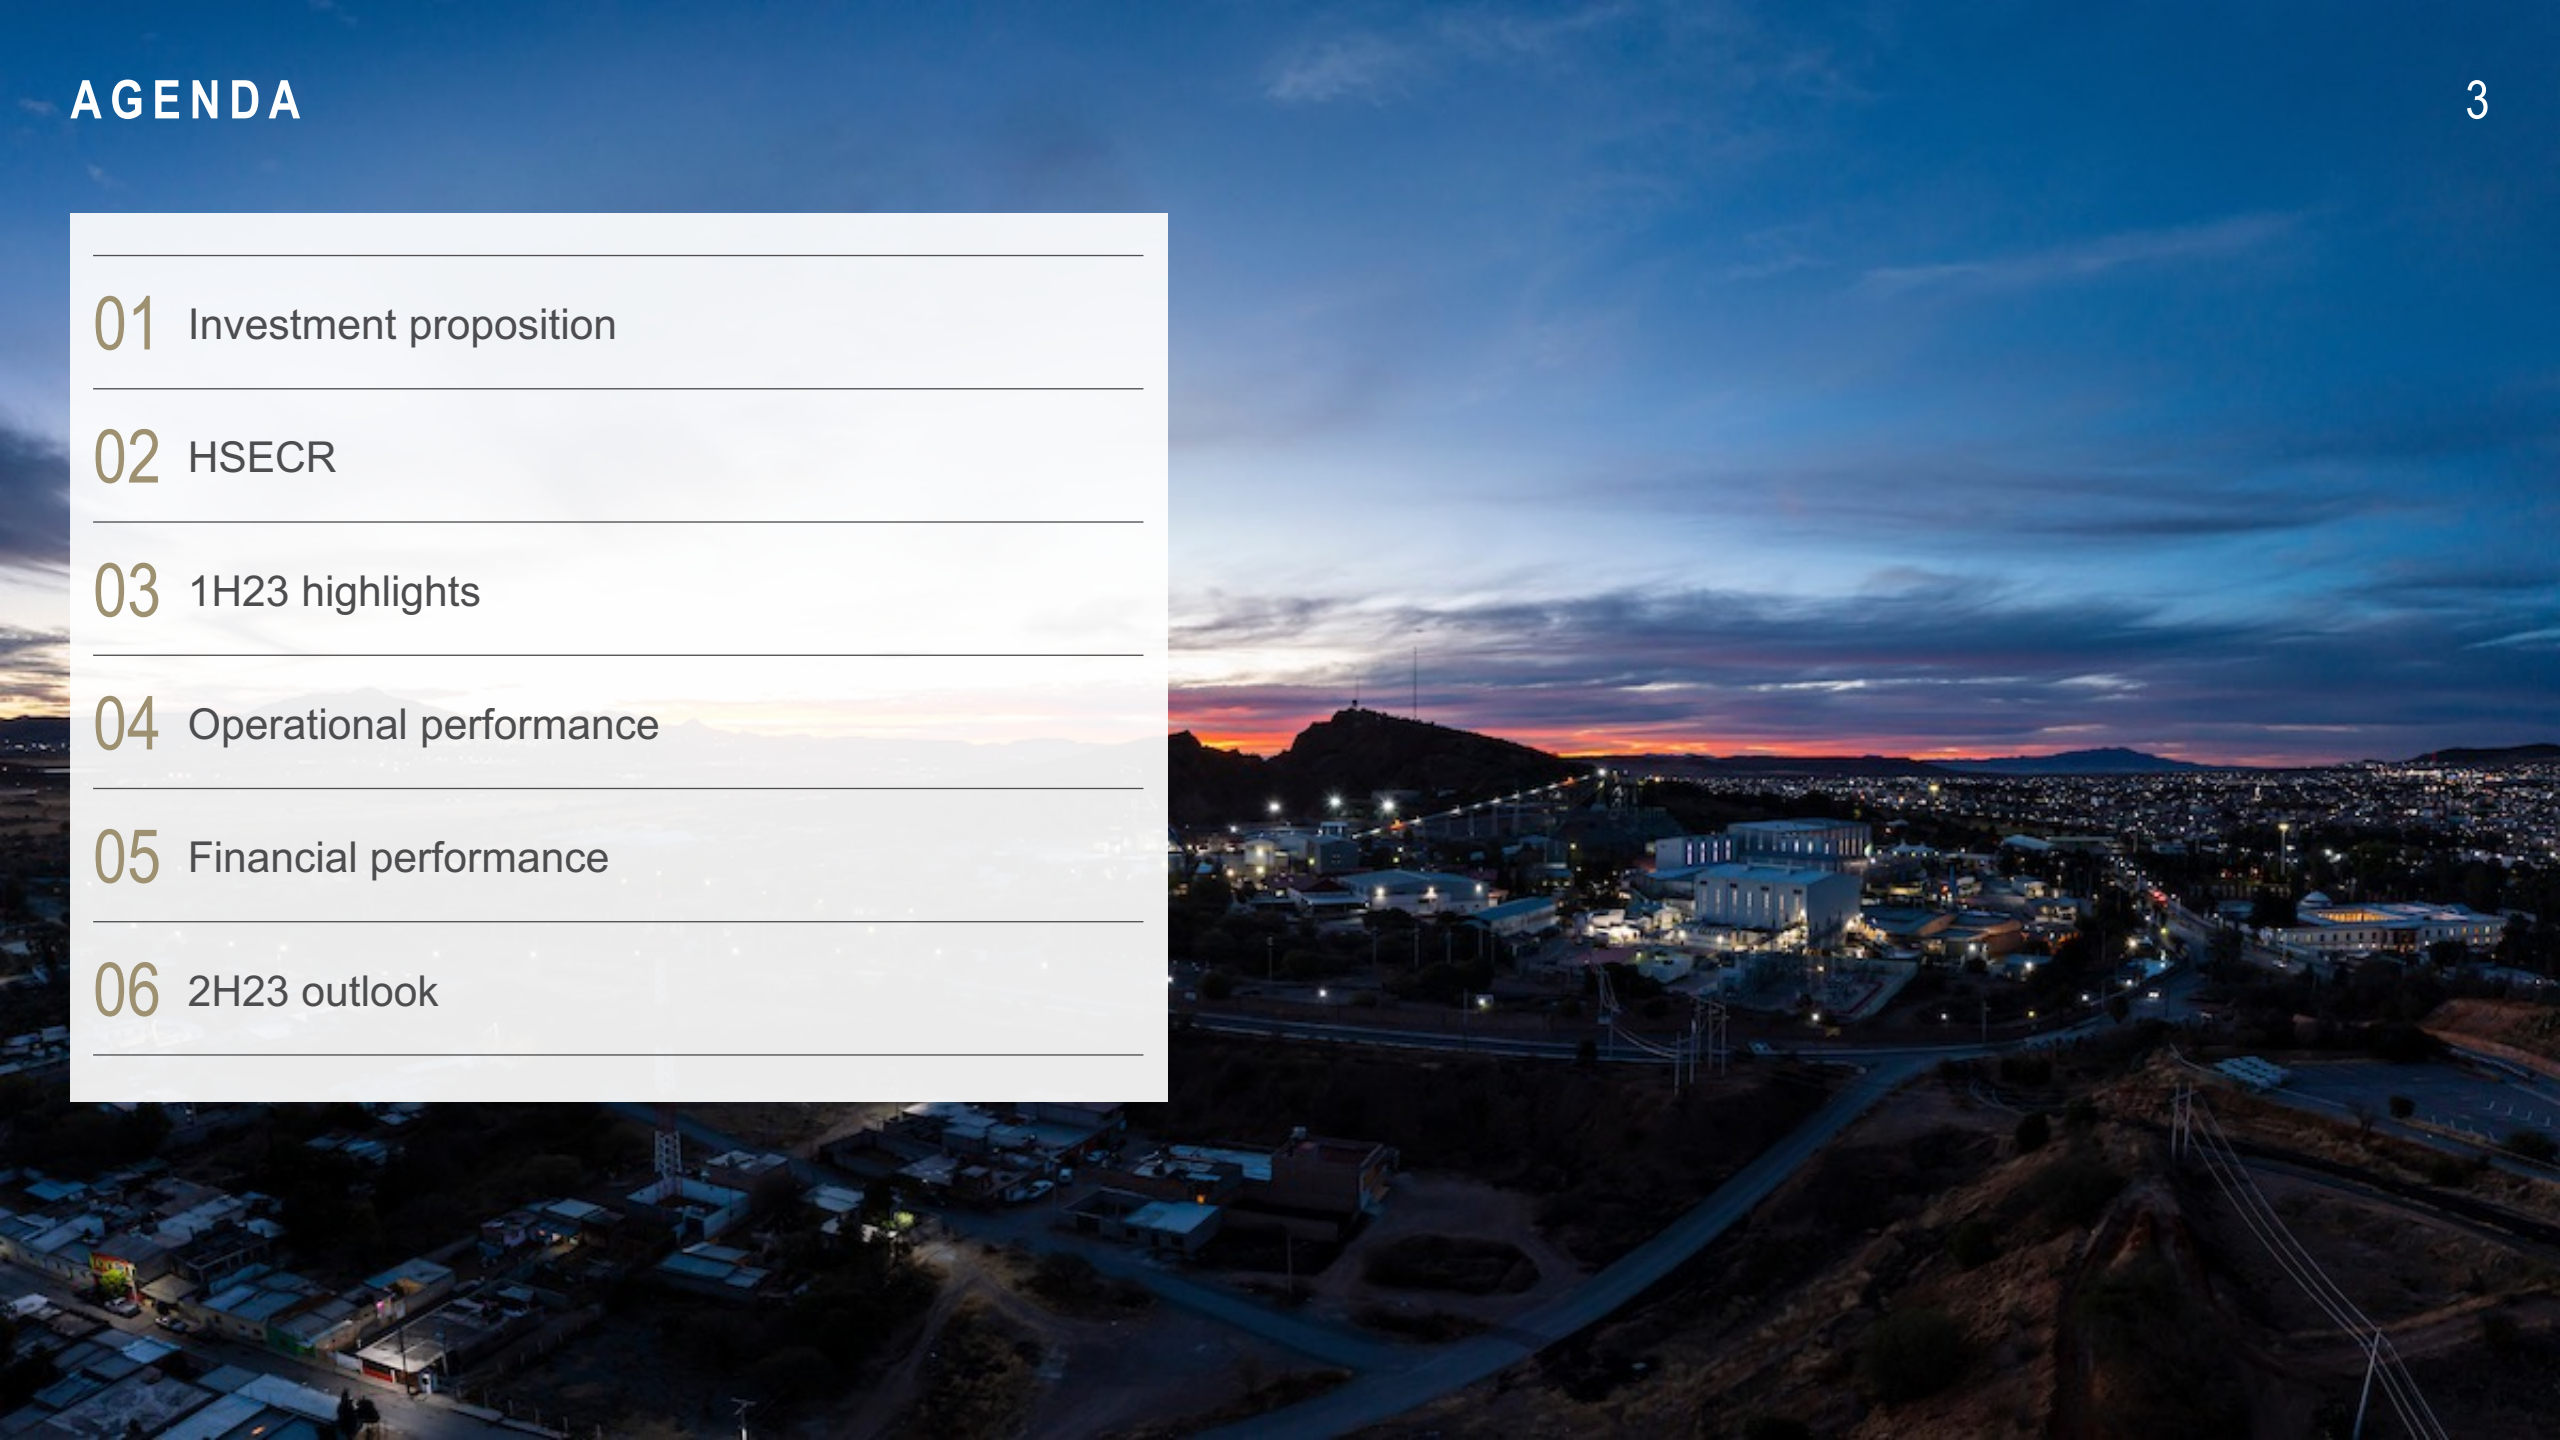 AGENDA
3
01 Investment proposition
02 HSECR
03 1H23 highlights
04 Operational performance
05 Financial performance
06 2H23 outlook